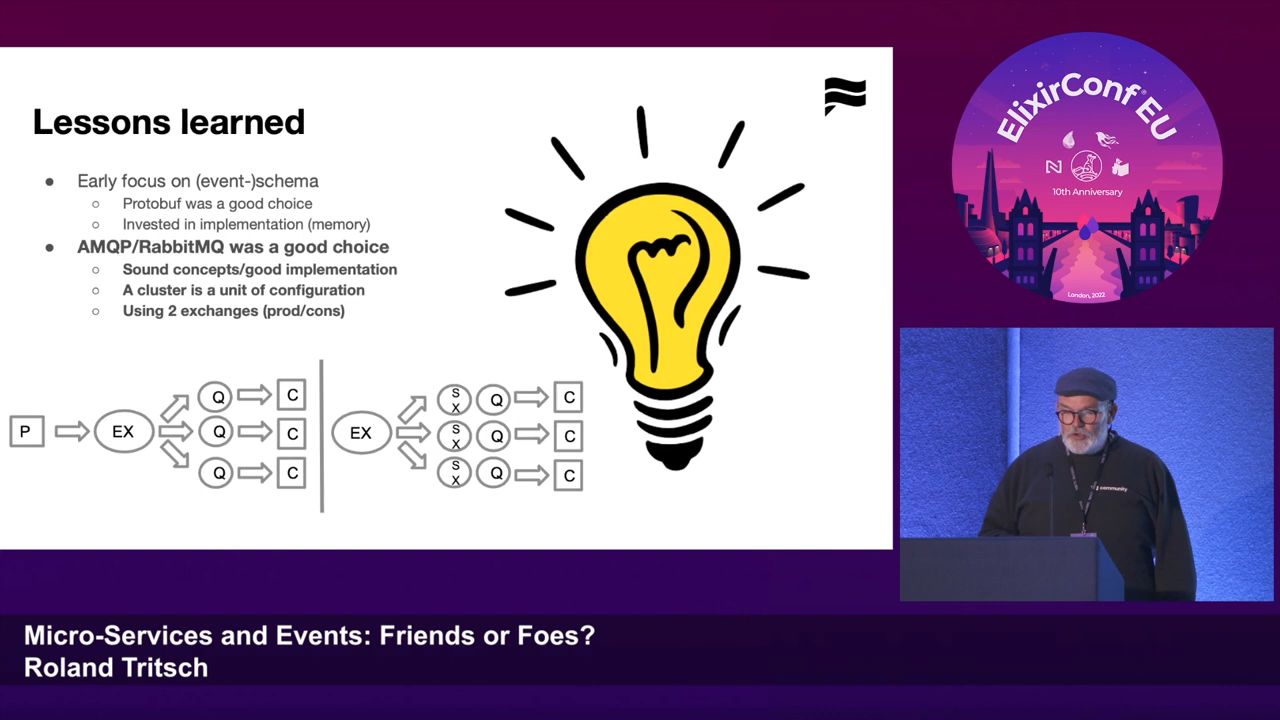 Lessons learned
● Early focus on (event-)schema
○ Protobuf was a good choice
○ Invested in implementation (memory)
● AMQP/RabbitMQ was a good choice
○ Sound concepts/good implementation
○ A cluster is a unit of configuration
○ Using 2 exchanges (prod/cons)
P
EX
Q
C
Q
C
Q
C
EX
S
X
Q
C
S
X
Q
C
S
X
Q
C
ElixirConf® EU
N
10th Anniversary
London, 2022
Micro-Services and Events: Friends or Foes?
Roland Tritsch